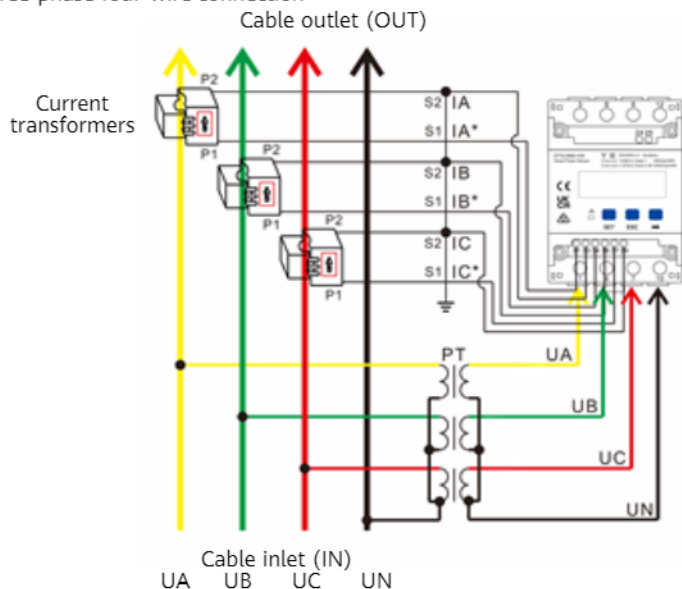 Cable outlet (OUT)
Current
transformers
P2
P1
S2 IA
S1 IA*
P2
P1
S2 IB
S1 IB*
P2
P1
S2 IC
S1 IC*
SET ESC
PT
UA
UB
UC
UN
Cable inlet (IN)
UA UB UC UN